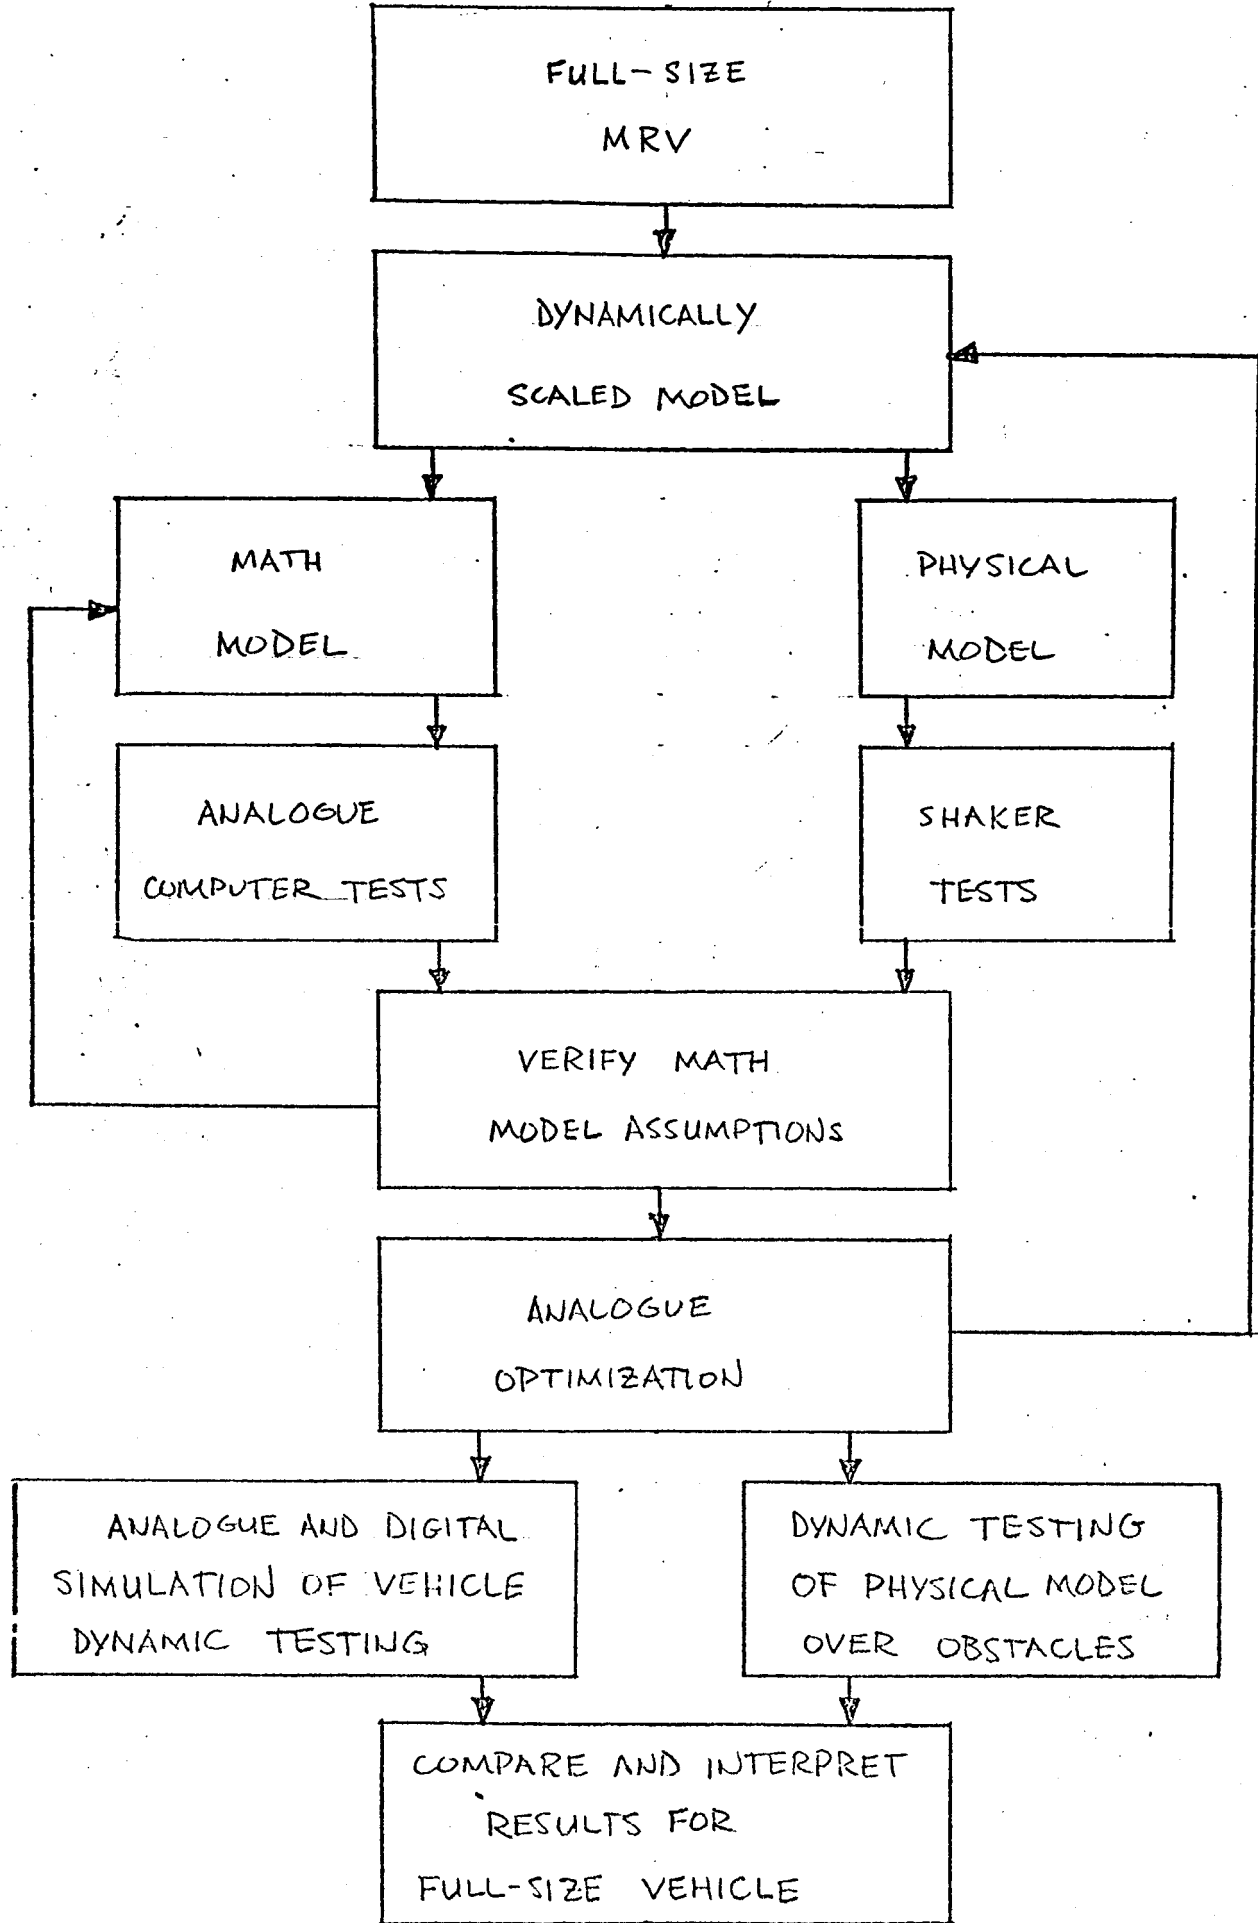 FULL-SIZE
MRV
DYNAMICALLY
SCALED MODEL
MATH
MODEL
PHYSICAL
MODEL
ANALOGUE
COMPUTER TESTS
SHAKER
TESTS
VERIFY MATH
MODEL ASSUMPTIONS
ANALOGUE
OPTIMIZATION
ANALOGUE AND DIGITAL
SIMULATION OF VEHICLE
DYNAMIC TESTING
DYNAMIC TESTING
OF PHYSICAL MODEL
OVER OBSTACLES
COMPARE AND INTERPRET
RESULTS FOR
FULL-SIZE VEHICLE